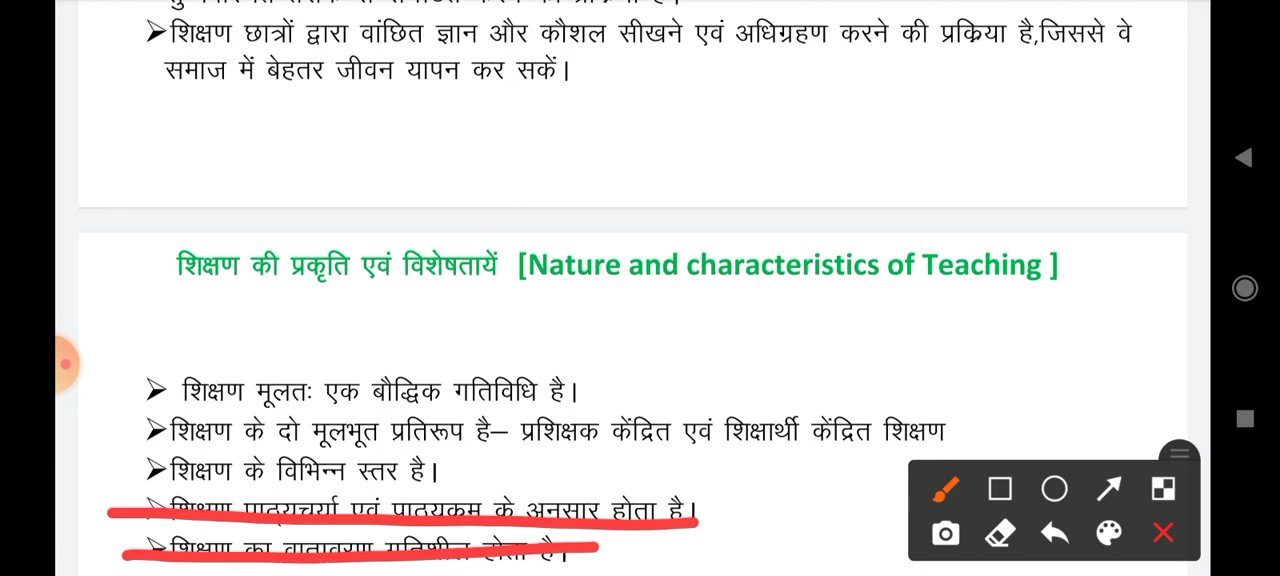 ➤शिक्षण छात्रों द्वारा वांछित ज्ञान और कौशल सीखने एवं अधिग्रहण करने की प्रक्रिया है,जिससे वे
समाज में बेहतर जीवन यापन कर सकें।
शिक्षण की प्रकृति एवं विशेषतायें [Nature and characteristics of Teaching ]
➤ शिक्षण मूलतः एक बौद्धिक गतिविधि है।
➤शिक्षण के दो मूलभूत प्रतिरूप है– प्रशिक्षक केंद्रित एवं शिक्षार्थी केंद्रित शिक्षण
➤शिक्षण के विभिन्न स्तर है।
➤शिक्षण पाठ्यचर्या एवं पाठ्यक्रम के अनुसार होता है।
➤शिक्षण का वातावरण गतिशील होता है।